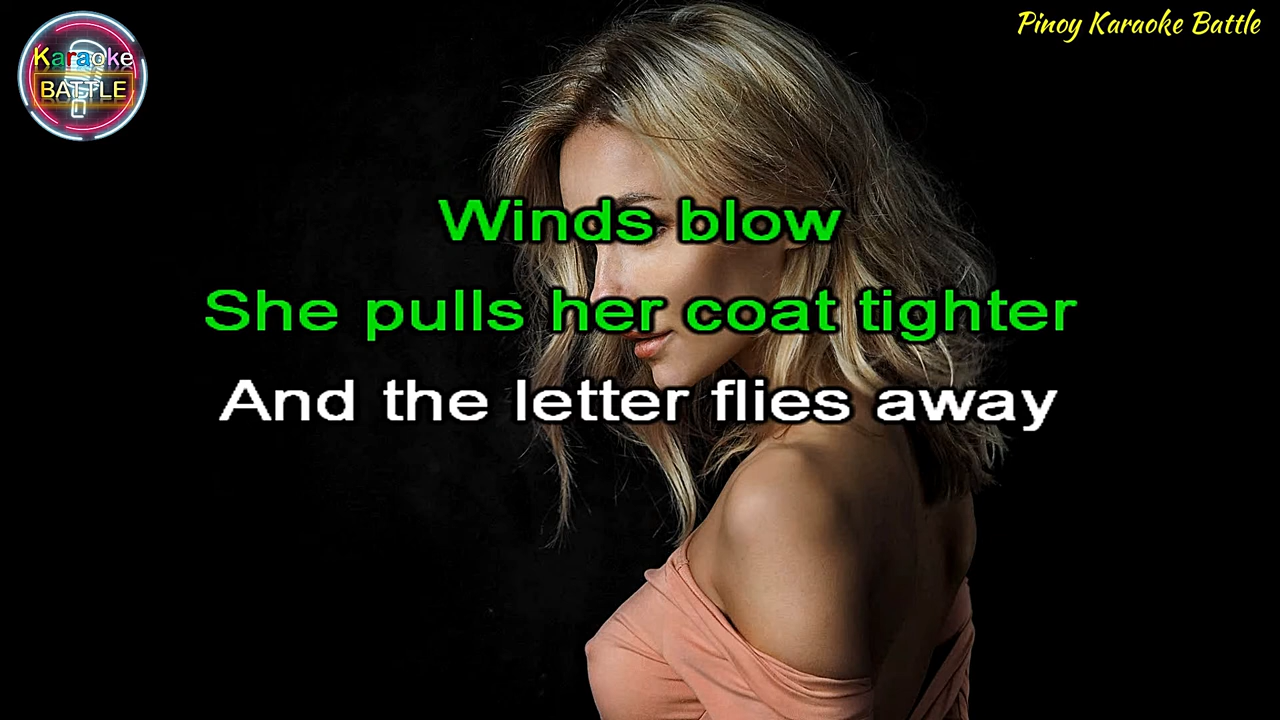 Karaoke
BATTLE
Pinoy Karaoke Battle
Winds blow
She pulls her coat tighter
And the letter flies away